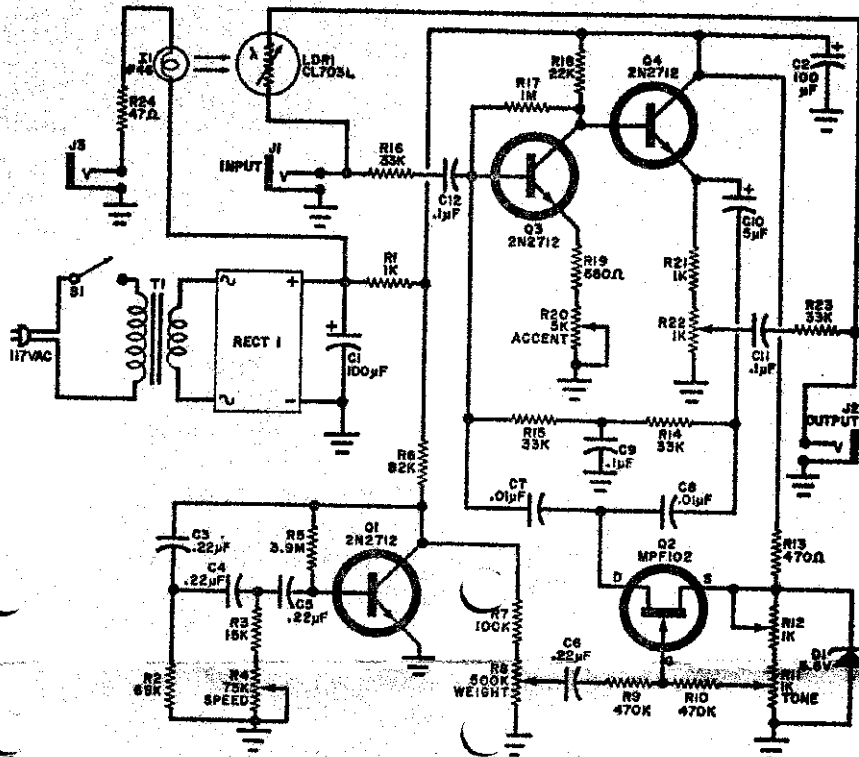 I1
#46
R24
47Ω
J3
V
λ
LDR1
CL703L
J1
INPUT
V
R16
33K
C12
.1µF
R17
1M
R18
22K
Q4
2N2712
C2
100
µF
Q3
2N2712
C10
5µF
R19
R20
5K
ACCENT
R21
1K
R22
1K
C11
.1µF
R23
33K
J2
OUTPUT
V
S1
117VAC
T1
RECT 1
+
−
R1
1K
+
C1
100µF
R6
82K
R15
33K
R14
33K
C9
.1µF
C7
.01µF
C8
.01µF
C3
.22µF
C4
.22µF
R5
3.9M
C5
.22µF
Q1
2N2712
R3
15K
R2
68K
R4
75K
SPEED
R7
100K
R8
500K
WEIGHT
C6
.22µF
R9
470K
R10
470K
Q2
MPF102
D
S
G
R13
470Ω
R12
1K
R11
1K
TONE
D1